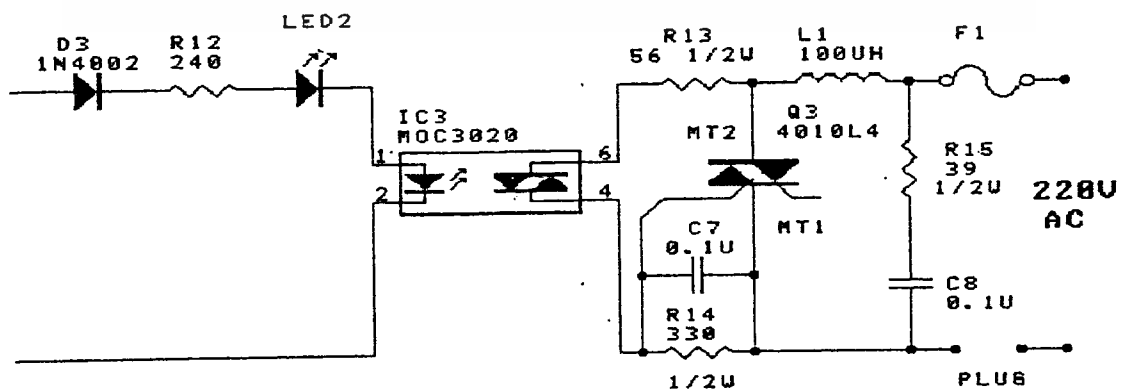 LED2
D3
1N4002
R12
240
R13
56 1/2W
L1
100UH
F1
IC3
MOC3020
1
2
6
4
MT2
Q3
4010L4
MT1
C7
0.1U
R14
330
1/2W
R15
39
1/2W
220V
AC
C8
0.1U
PLUG